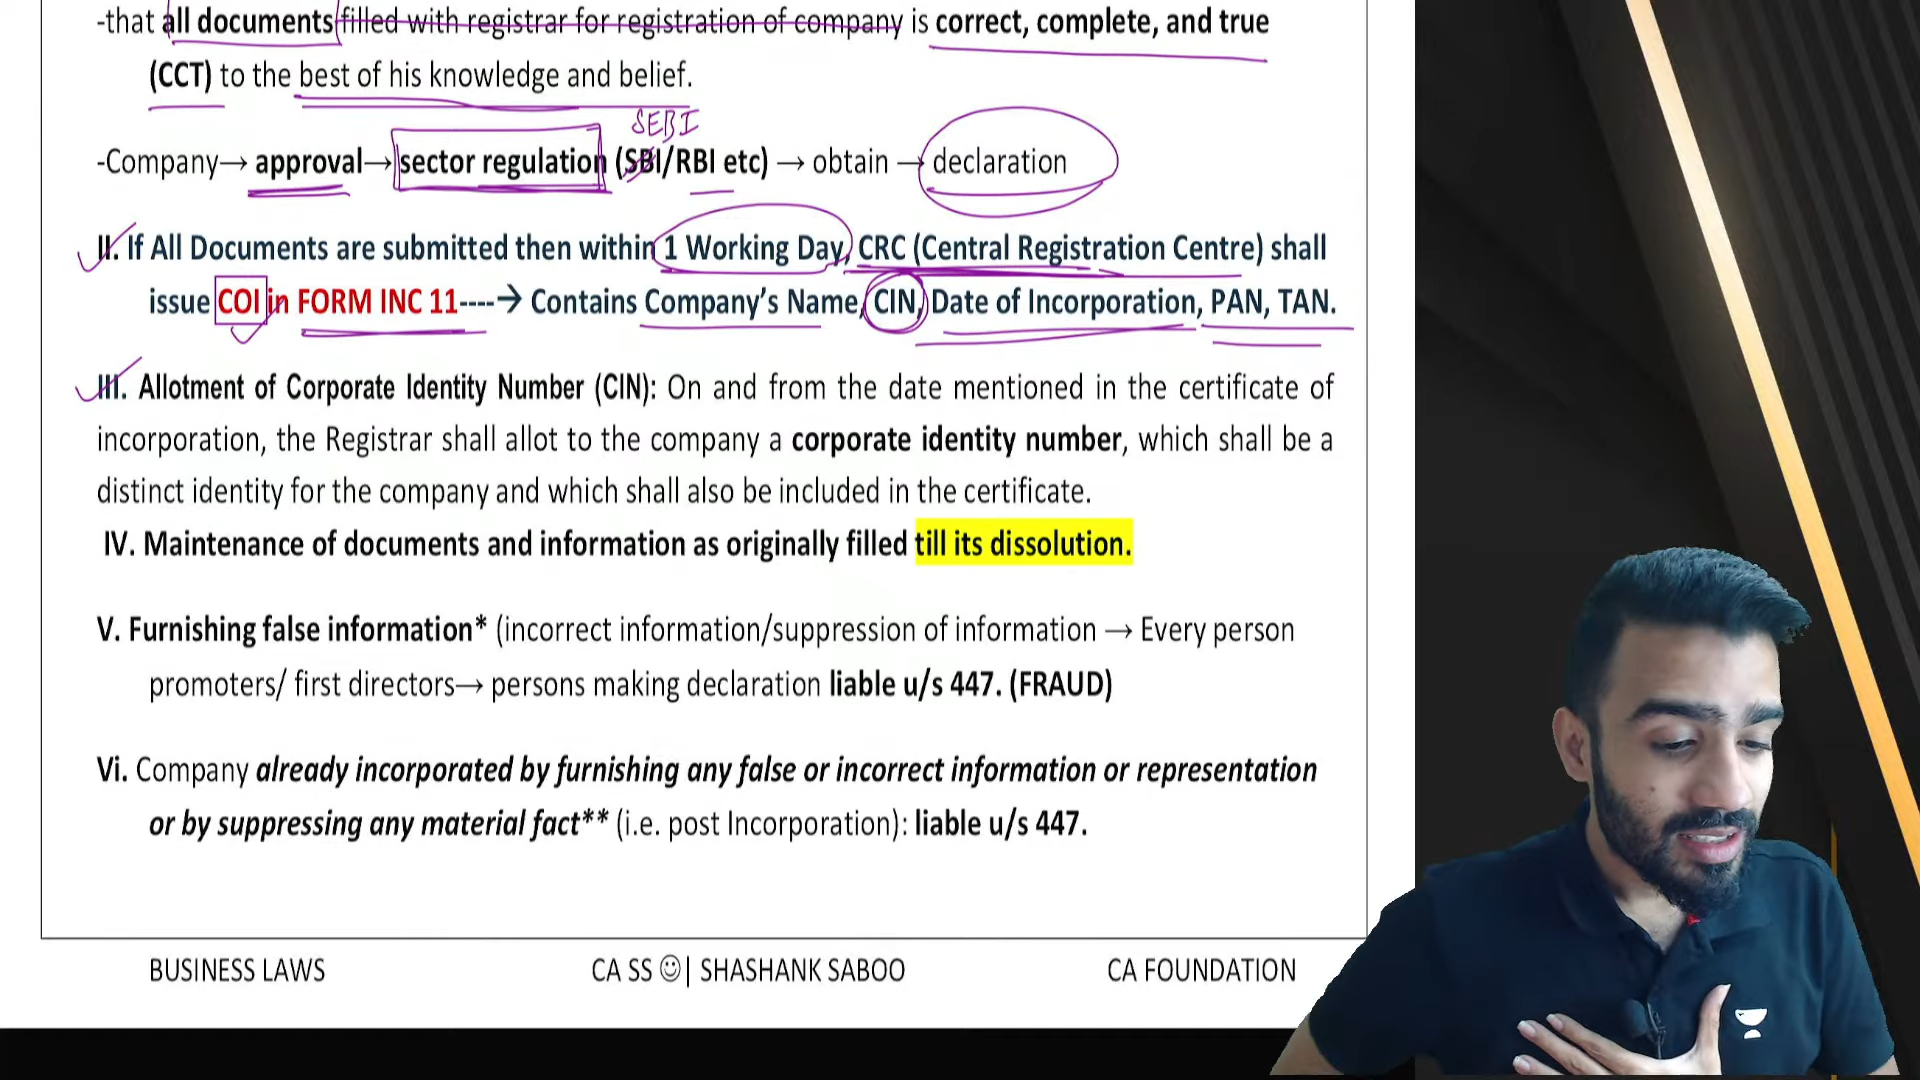 -that all documents filled with registrar for registration of company is correct, complete, and true
(CCT) to the best of his knowledge and belief.
SEBI
-Company→ approval→ sector regulation (SBI/RBI etc) → obtain → declaration
II. If All Documents are submitted then within 1 Working Day, CRC (Central Registration Centre) shall
issue COI in FORM INC 11----→ Contains Company's Name, CIN, Date of Incorporation, PAN, TAN.
III. Allotment of Corporate Identity Number (CIN): On and from the date mentioned in the certificate of
incorporation, the Registrar shall allot to the company a corporate identity number, which shall be a
distinct identity for the company and which shall also be included in the certificate.
IV. Maintenance of documents and information as originally filled till its dissolution.
V. Furnishing false information* (incorrect information/suppression of information → Every person
promoters/ first directors→ persons making declaration liable u/s 447. (FRAUD)
Vi. Company already incorporated by furnishing any false or incorrect information or representation
or by suppressing any material fact** (i.e. post Incorporation): liable u/s 447.
BUSINESS LAWS CA SS ☺| SHASHANK SABOO CA FOUNDATION